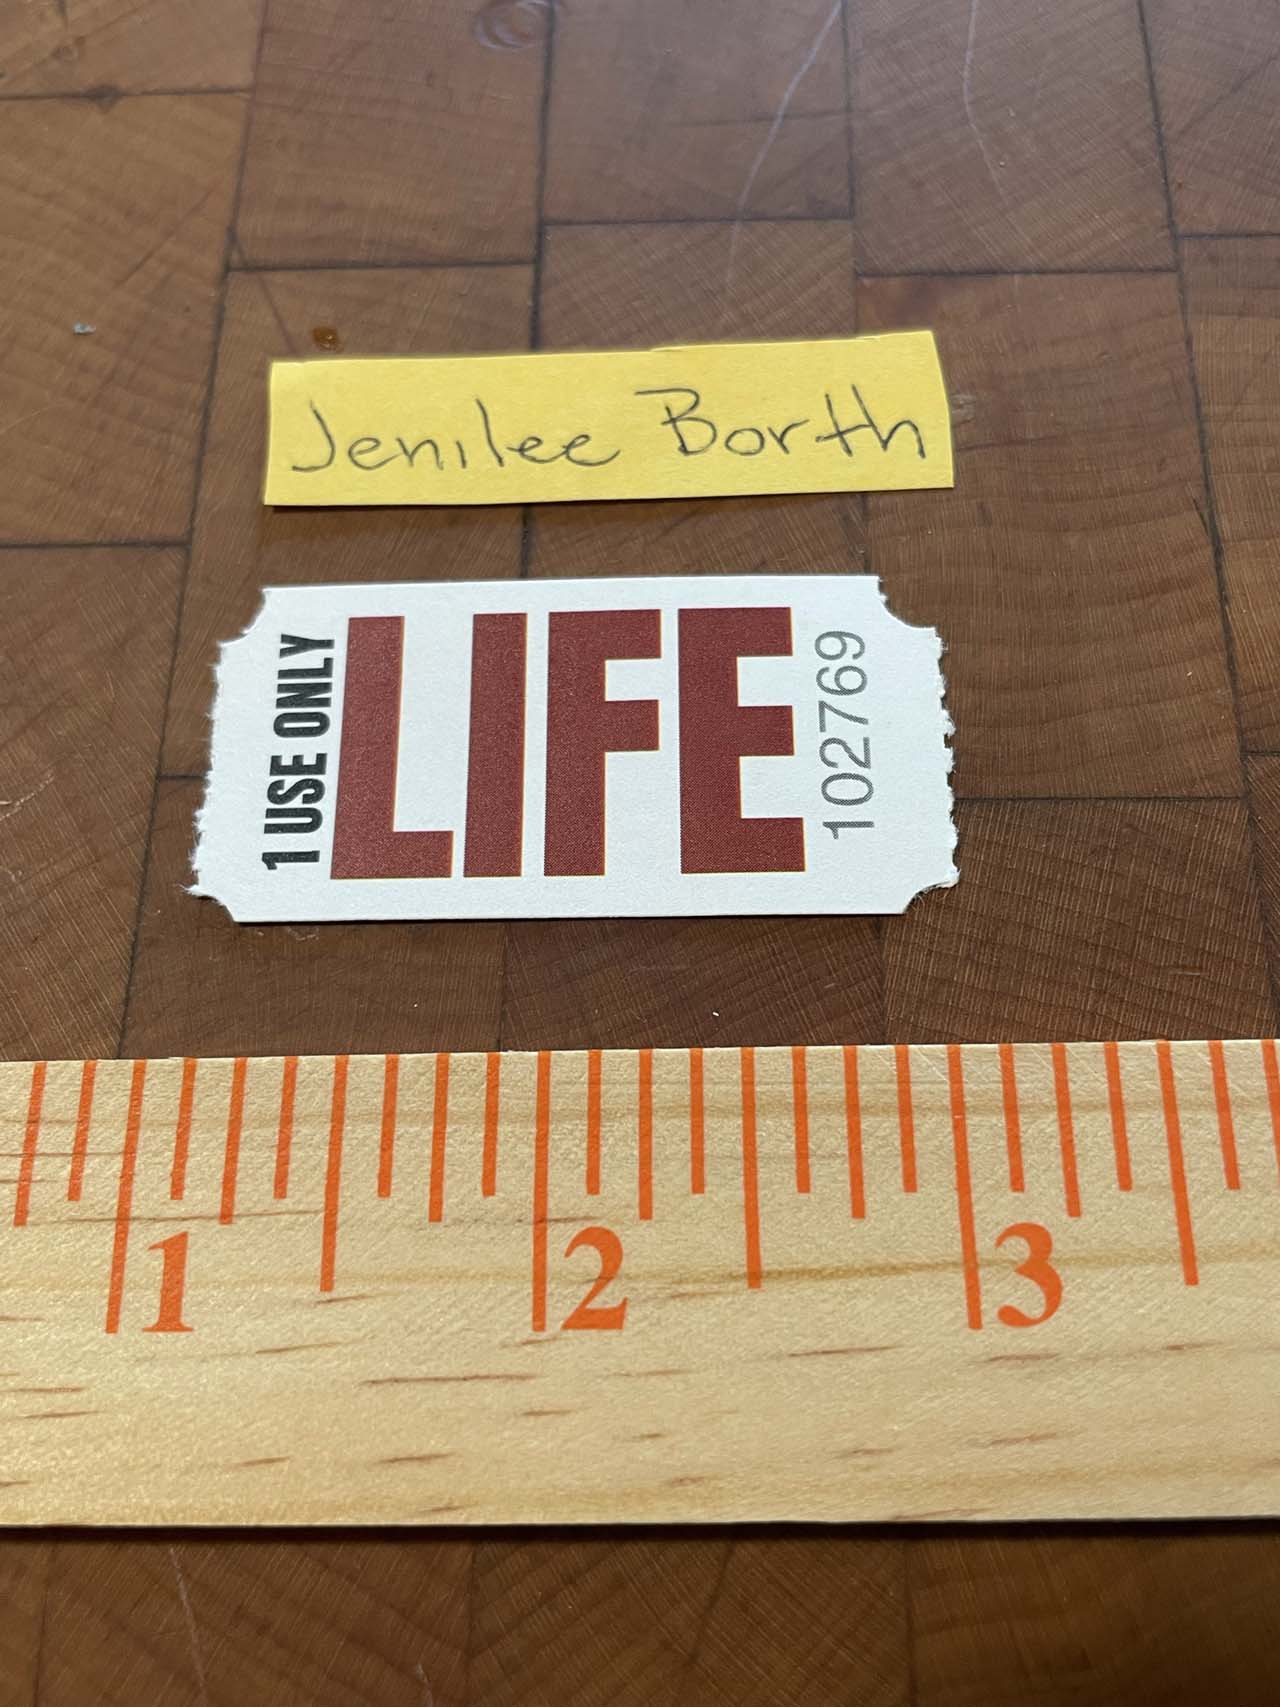 Jenilee Borth
1 USE ONLY
LIFE
102769
1 2 3